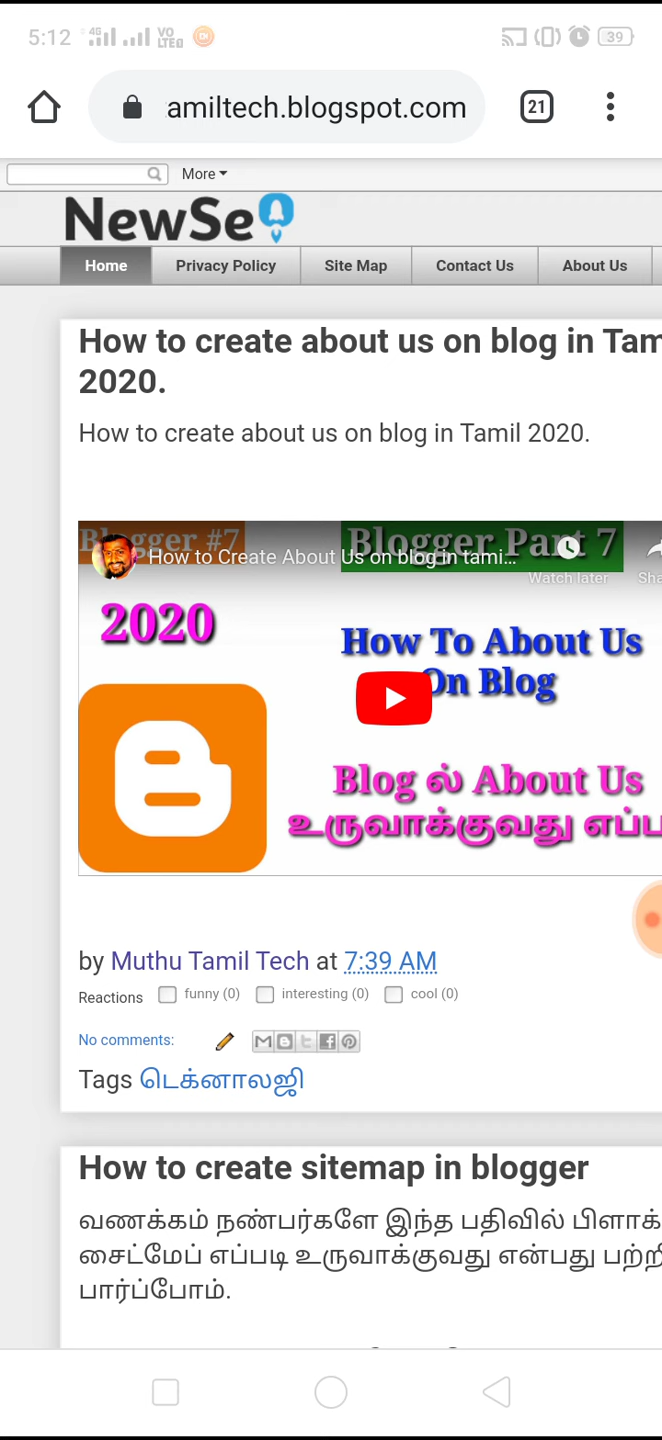 5:12 4G VO LTE 39
amiltech.blogspot.com 21
More
NewSe
Home Privacy Policy Site Map Contact Us About Us
How to create about us on blog in Tam
2020.
How to create about us on blog in Tamil 2020.
Blogger #7 Blogger Part 7
How to Create About Us on blog in tami...
Watch later Sha
2020
How To About Us
On Blog
Blog ல் About Us
உருவாக்குவது எப்ப
by Muthu Tamil Tech at 7:39 AM
Reactions funny (0) interesting (0) cool (0)
No comments:
Tags டெக்னாலஜி
How to create sitemap in blogger
வணக்கம் நண்பர்களே இந்த பதிவில் பிளாக்
சைட்மேப் எப்படி உருவாக்குவது என்பது பற்றி
பார்ப்போம்.